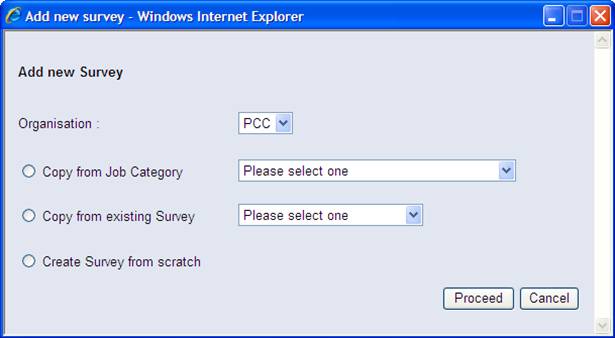 Add new survey - Windows Internet Explorer
Add new Survey
Organisation : PCC
Copy from Job Category Please select one
Copy from existing Survey Please select one
Create Survey from scratch
Proceed Cancel